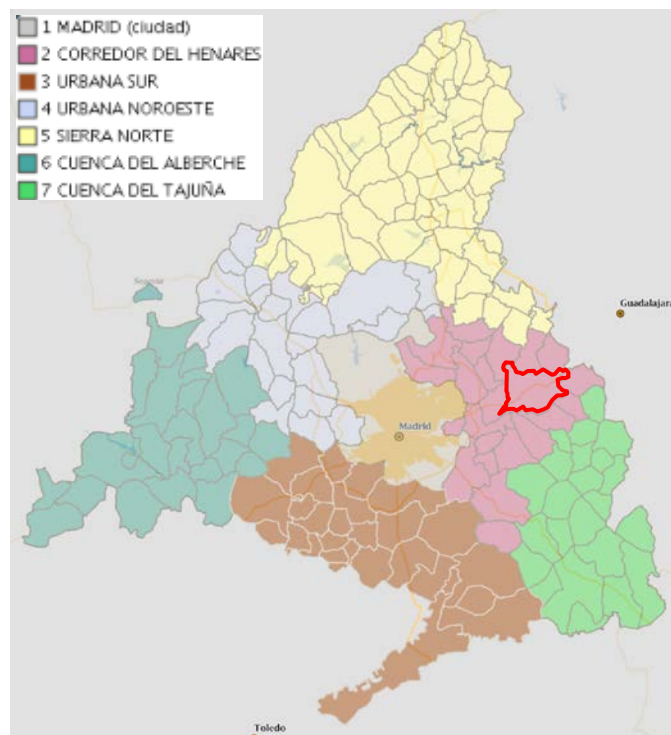 1 MADRID (ciudad)
2 CORREDOR DEL HENARES
3 URBANA SUR
4 URBANA NOROESTE
5 SIERRA NORTE
6 CUENCA DEL ALBERCHE
7 CUENCA DEL TAJUÑA
Segovia
Guadalajara
Madrid
Toledo